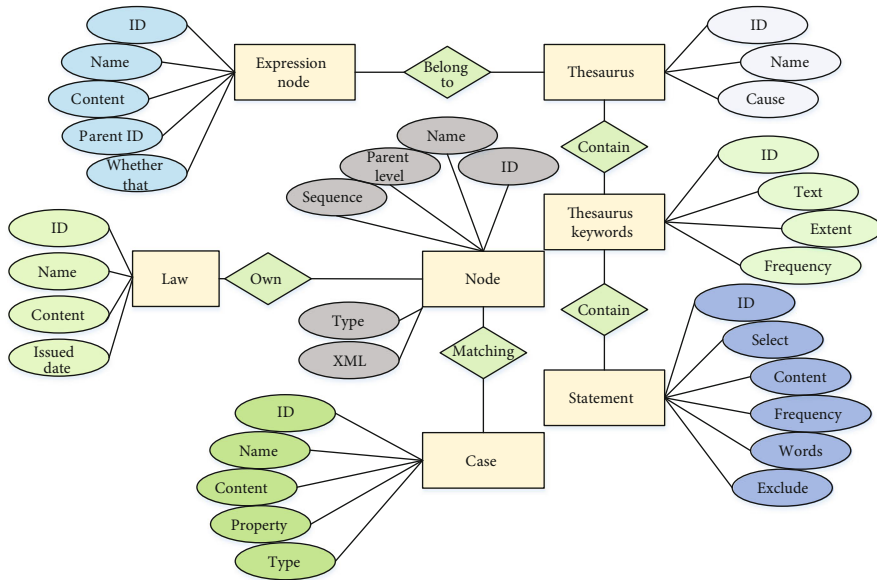 ID
Name
Content
Parent ID
Whether
that
Expression
node
Belong
to
Thesaurus
ID
Name
Cause
Contain
Name
Parent
level
ID
Sequence
Thesaurus
keywords
ID
Text
Extent
Frequency
ID
Name
Content
Issued
date
Law
Own
Node
Type
XML
Matching
Contain
Statement
ID
Select
Content
Frequency
Words
Exclude
ID
Name
Content
Property
Type
Case